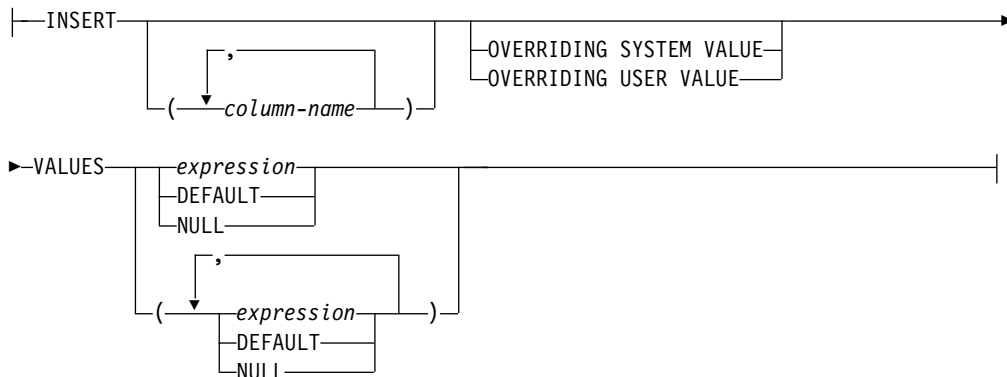 INSERT
,
( column-name )
OVERRIDING SYSTEM VALUE
OVERRIDING USER VALUE
VALUES expression
DEFAULT
NULL
,
( expression )
DEFAULT
NULL